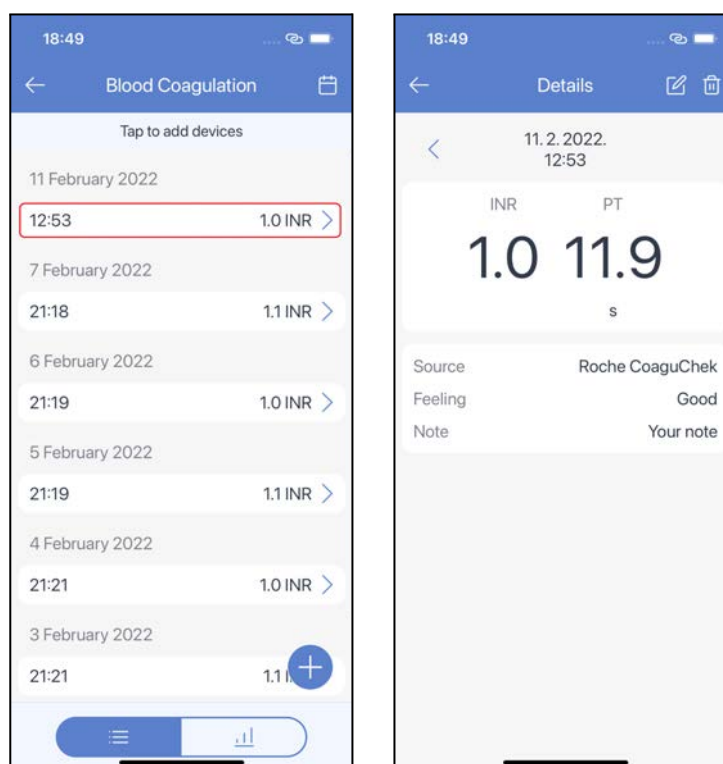 18:49
Blood Coagulation
Tap to add devices
11 February 2022
12:53 1.0 INR
7 February 2022
21:18 1.1 INR
6 February 2022
21:19 1.0 INR
5 February 2022
21:19 1.1 INR
4 February 2022
21:21 1.0 INR
3 February 2022
21:21 1.1 I
18:49
Details
11. 2. 2022.
12:53
INR PT
1.0 11.9
s
Source Roche CoaguChek
Feeling Good
Note Your note